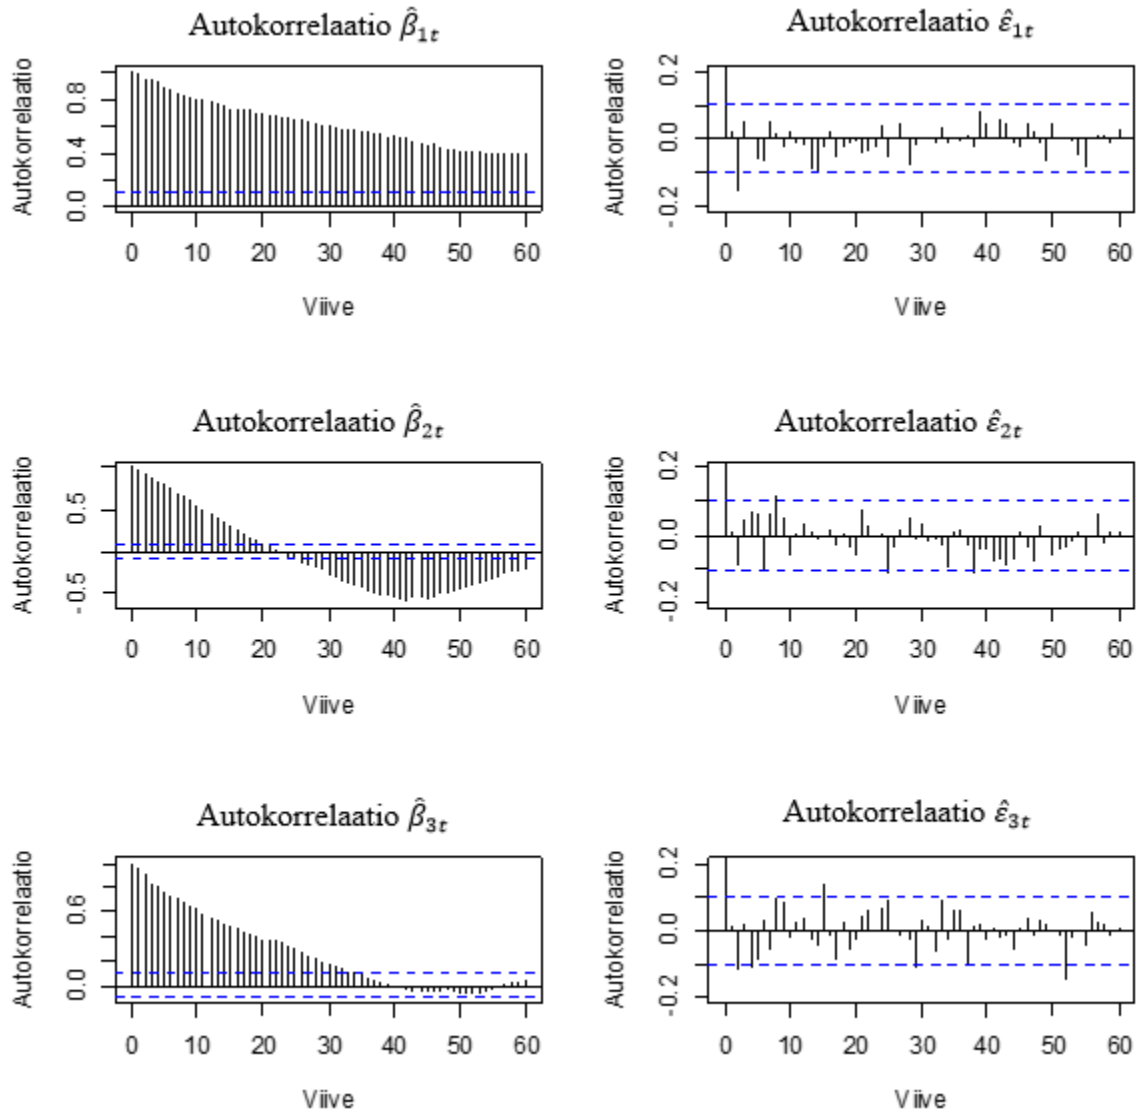 Autokorrelaatio β̂₁ₜ
Autokorrelaatio
0.0 0.4 0.8
0 10 20 30 40 50 60
Viive
Autokorrelaatio ε̂₁ₜ
Autokorrelaatio
-0.2 0.0 0.2
0 10 20 30 40 50 60
Viive
Autokorrelaatio β̂₂ₜ
Autokorrelaatio
-0.5 0.5
0 10 20 30 40 50 60
Viive
Autokorrelaatio ε̂₂ₜ
Autokorrelaatio
-0.2 0.0 0.2
0 10 20 30 40 50 60
Viive
Autokorrelaatio β̂₃ₜ
Autokorrelaatio
0.0 0.6
0 10 20 30 40 50 60
Viive
Autokorrelaatio ε̂₃ₜ
Autokorrelaatio
-0.2 0.0 0.2
0 10 20 30 40 50 60
Viive